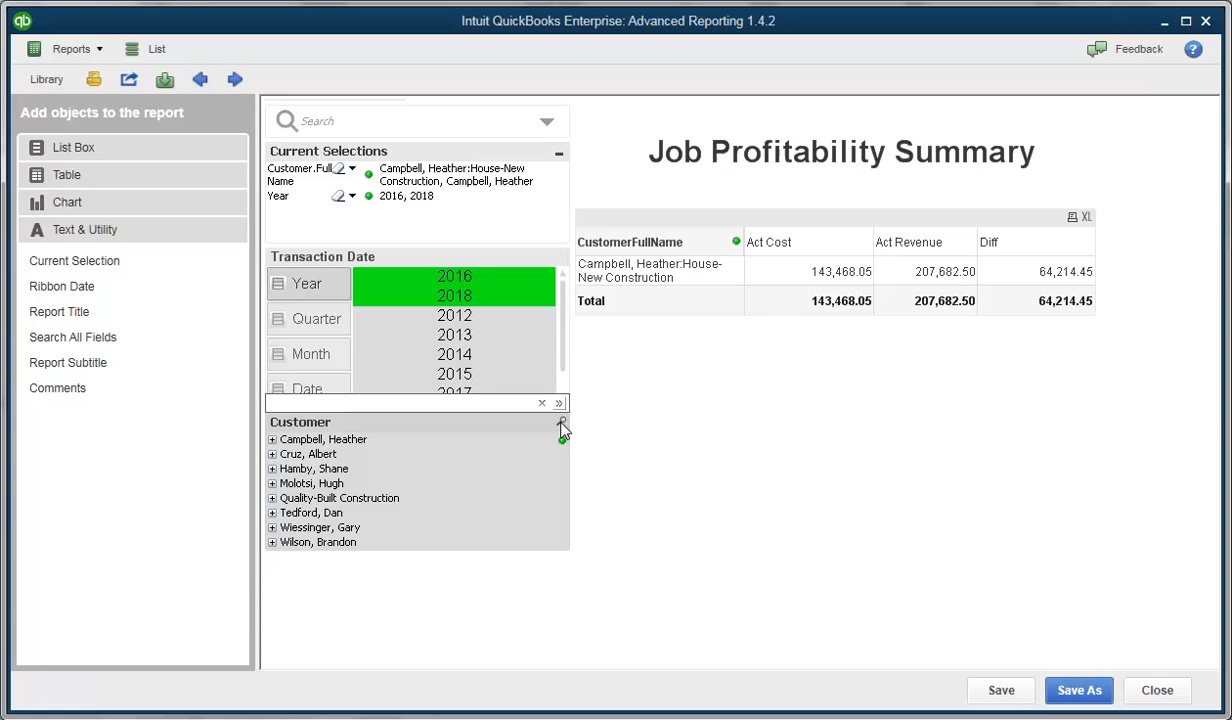 qb
Intuit QuickBooks Enterprise: Advanced Reporting 1.4.2
Reports
List
Feedback
?
Library
Add objects to the report
List Box
Table
Chart
Text & Utility
Current Selection
Ribbon Date
Report Title
Search All Fields
Report Subtitle
Comments
Search
Current Selections
Customer.Full
Name
Campbell, Heather:House-New
Construction, Campbell, Heather
Year
2016, 2018
Transaction Date
Year
Quarter
Month
Date
2016
2018
2012
2013
2014
2015
2017
Customer
Campbell, Heather
Cruz, Albert
Hamby, Shane
Molotsi, Hugh
Quality-Built Construction
Tedford, Dan
Wiessinger, Gary
Wilson, Brandon
Job Profitability Summary
XL
CustomerFullName Act Cost Act Revenue Diff
Campbell, Heather:House-
New Construction 143,468.05 207,682.50 64,214.45
Total 143,468.05 207,682.50 64,214.45
Save
Save As
Close